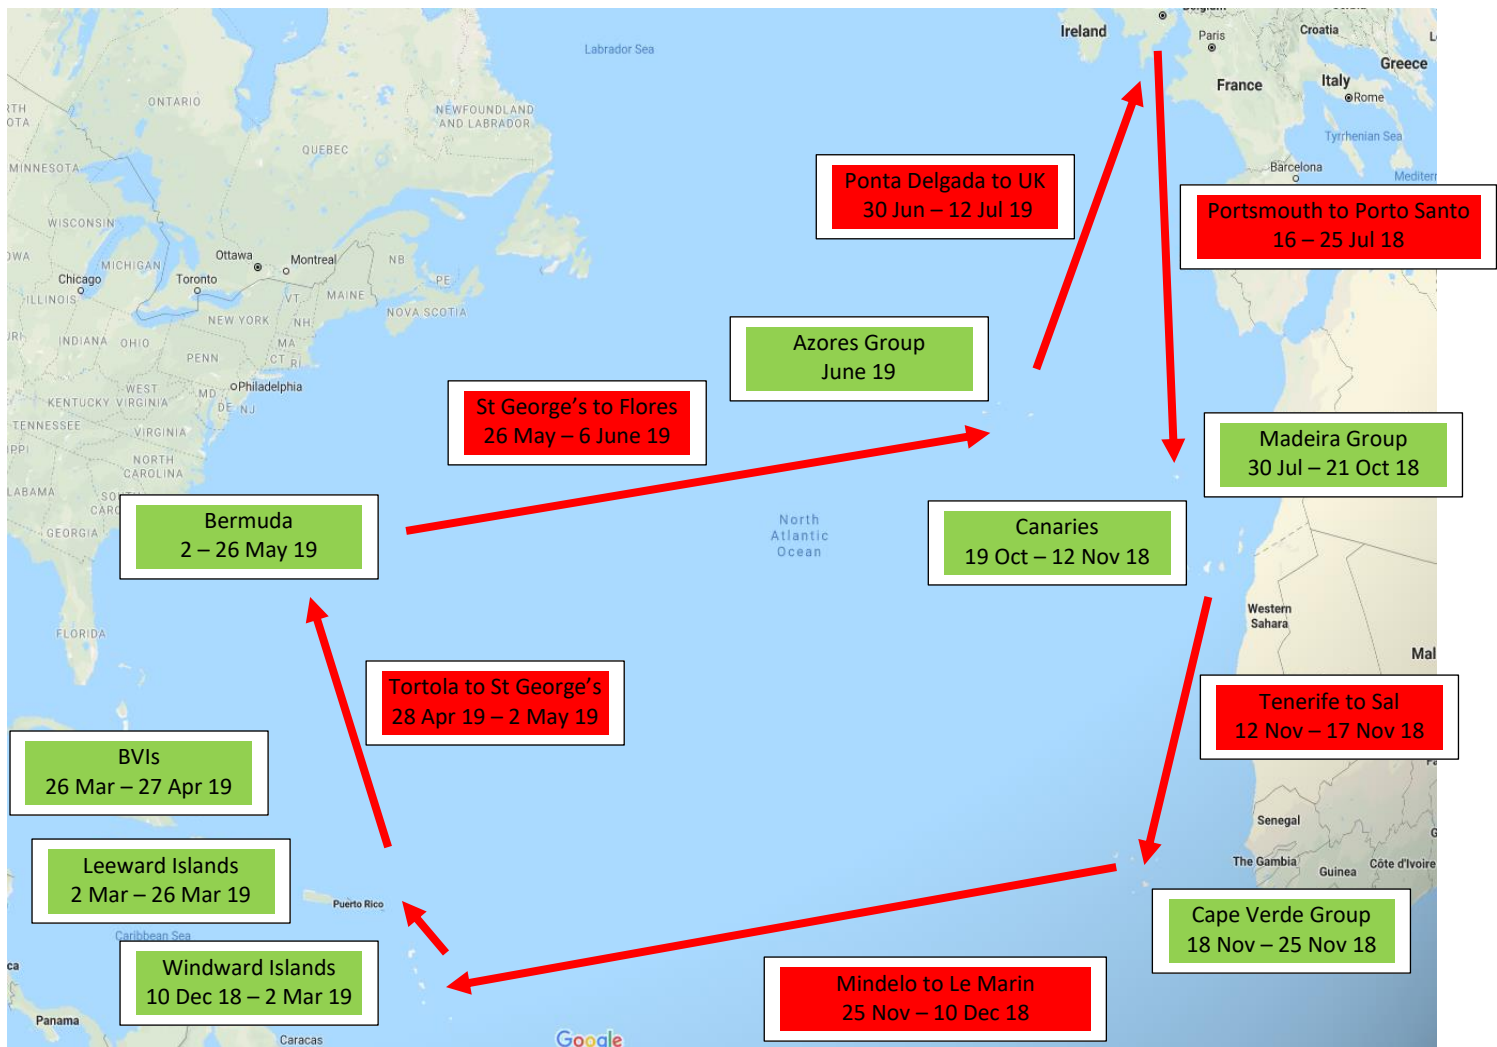 Belgium
Ireland
Paris
Croatia
Greece
France
Italy
Rome
Tyrrhenian Sea
Barcelona
Labrador Sea
ONTARIO
NEWFOUNDLAND
AND LABRADOR
QUEBEC
MINNESOTA
WISCONSIN
MICHIGAN
Ottawa
Montreal
NB
PE
Chicago
Toronto
MAINE
NOVA SCOTIA
ILLINOIS
VT
NEW YORK
NH
MA
CT RI
INDIANA
OHIO
PENN
Philadelphia
WEST
VIRGINIA
MD
DE NJ
KENTUCKY
TENNESSEE
VIRGINIA
NORTH
CAROLINA
GEORGIA
FLORIDA
Ponta Delgada to UK
30 Jun – 12 Jul 19
Portsmouth to Porto Santo
16 – 25 Jul 18
Azores Group
June 19
St George’s to Flores
26 May – 6 June 19
Madeira Group
30 Jul – 21 Oct 18
Bermuda
2 – 26 May 19
North
Atlantic
Ocean
Canaries
19 Oct – 12 Nov 18
Western
Sahara
Mal
Tortola to St George’s
28 Apr 19 – 2 May 19
Tenerife to Sal
12 Nov – 17 Nov 18
BVIs
26 Mar – 27 Apr 19
Senegal
The Gambia
Guinea
Côte d'Ivoire
Leeward Islands
2 Mar – 26 Mar 19
Puerto Rico
Cape Verde Group
18 Nov – 25 Nov 18
Caribbean Sea
Windward Islands
10 Dec 18 – 2 Mar 19
Mindelo to Le Marin
25 Nov – 10 Dec 18
Panama
Caracas
Google